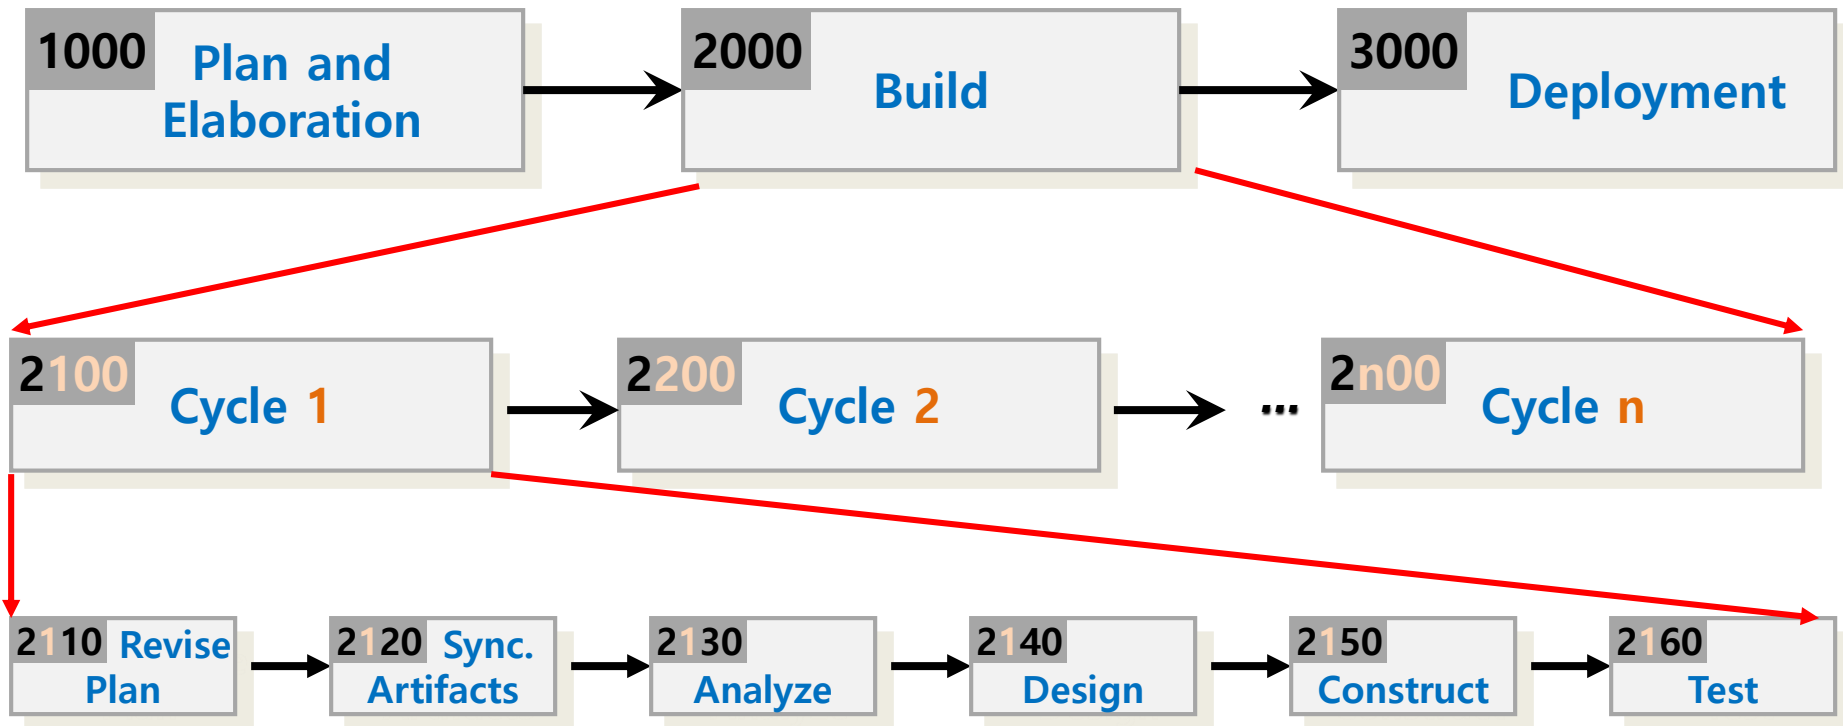 1000
Plan and
Elaboration
2000
Build
3000
Deployment
2100
Cycle 1
2200
Cycle 2
...
2n00
Cycle n
2110 Revise
Plan
2120 Sync.
Artifacts
2130
Analyze
2140
Design
2150
Construct
2160
Test